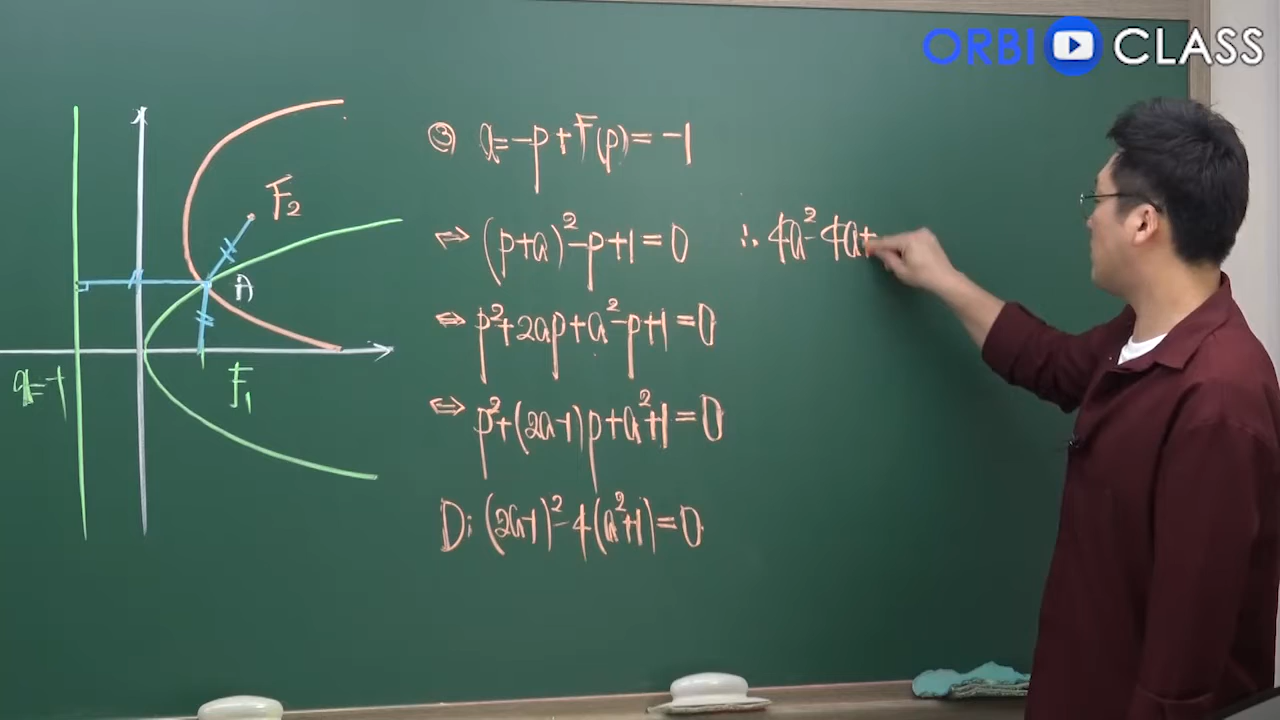 ORBI CLASS
③ a=-p+F(p)=-1
⇔ (p+a)²-p+1=0
⇔ p²+2ap+a²-p+1=0
⇔ p²+(2a-1)p+a²+1=0
D: (2a-1)²-4(a²+1)=0
∴ 4a²-4a+
F₂
A
F₁